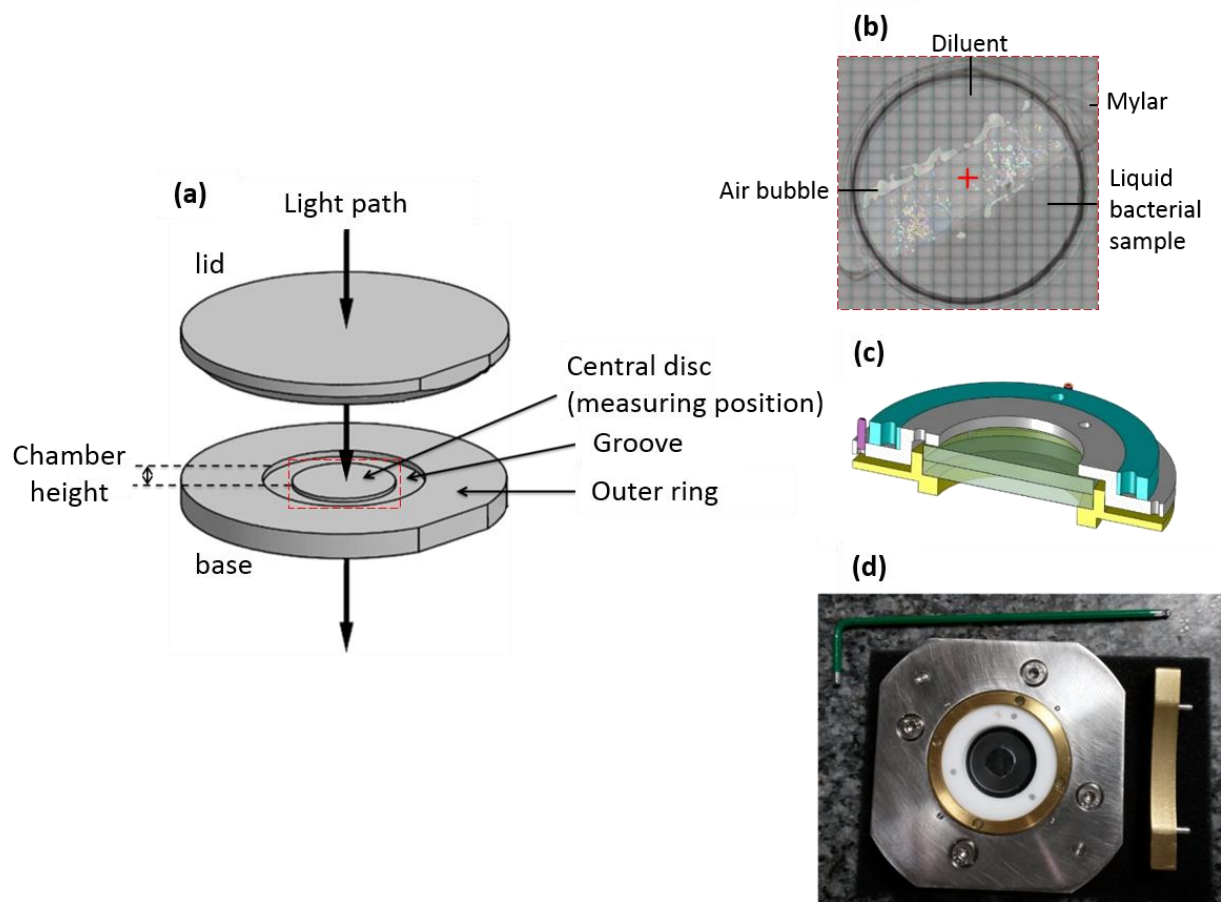 (a)
Light path
lid
Central disc
(measuring position)
Groove
Outer ring
Chamber
height
base
(b)
Diluent
Mylar
Air bubble
Liquid
bacterial
sample
(c)
(d)